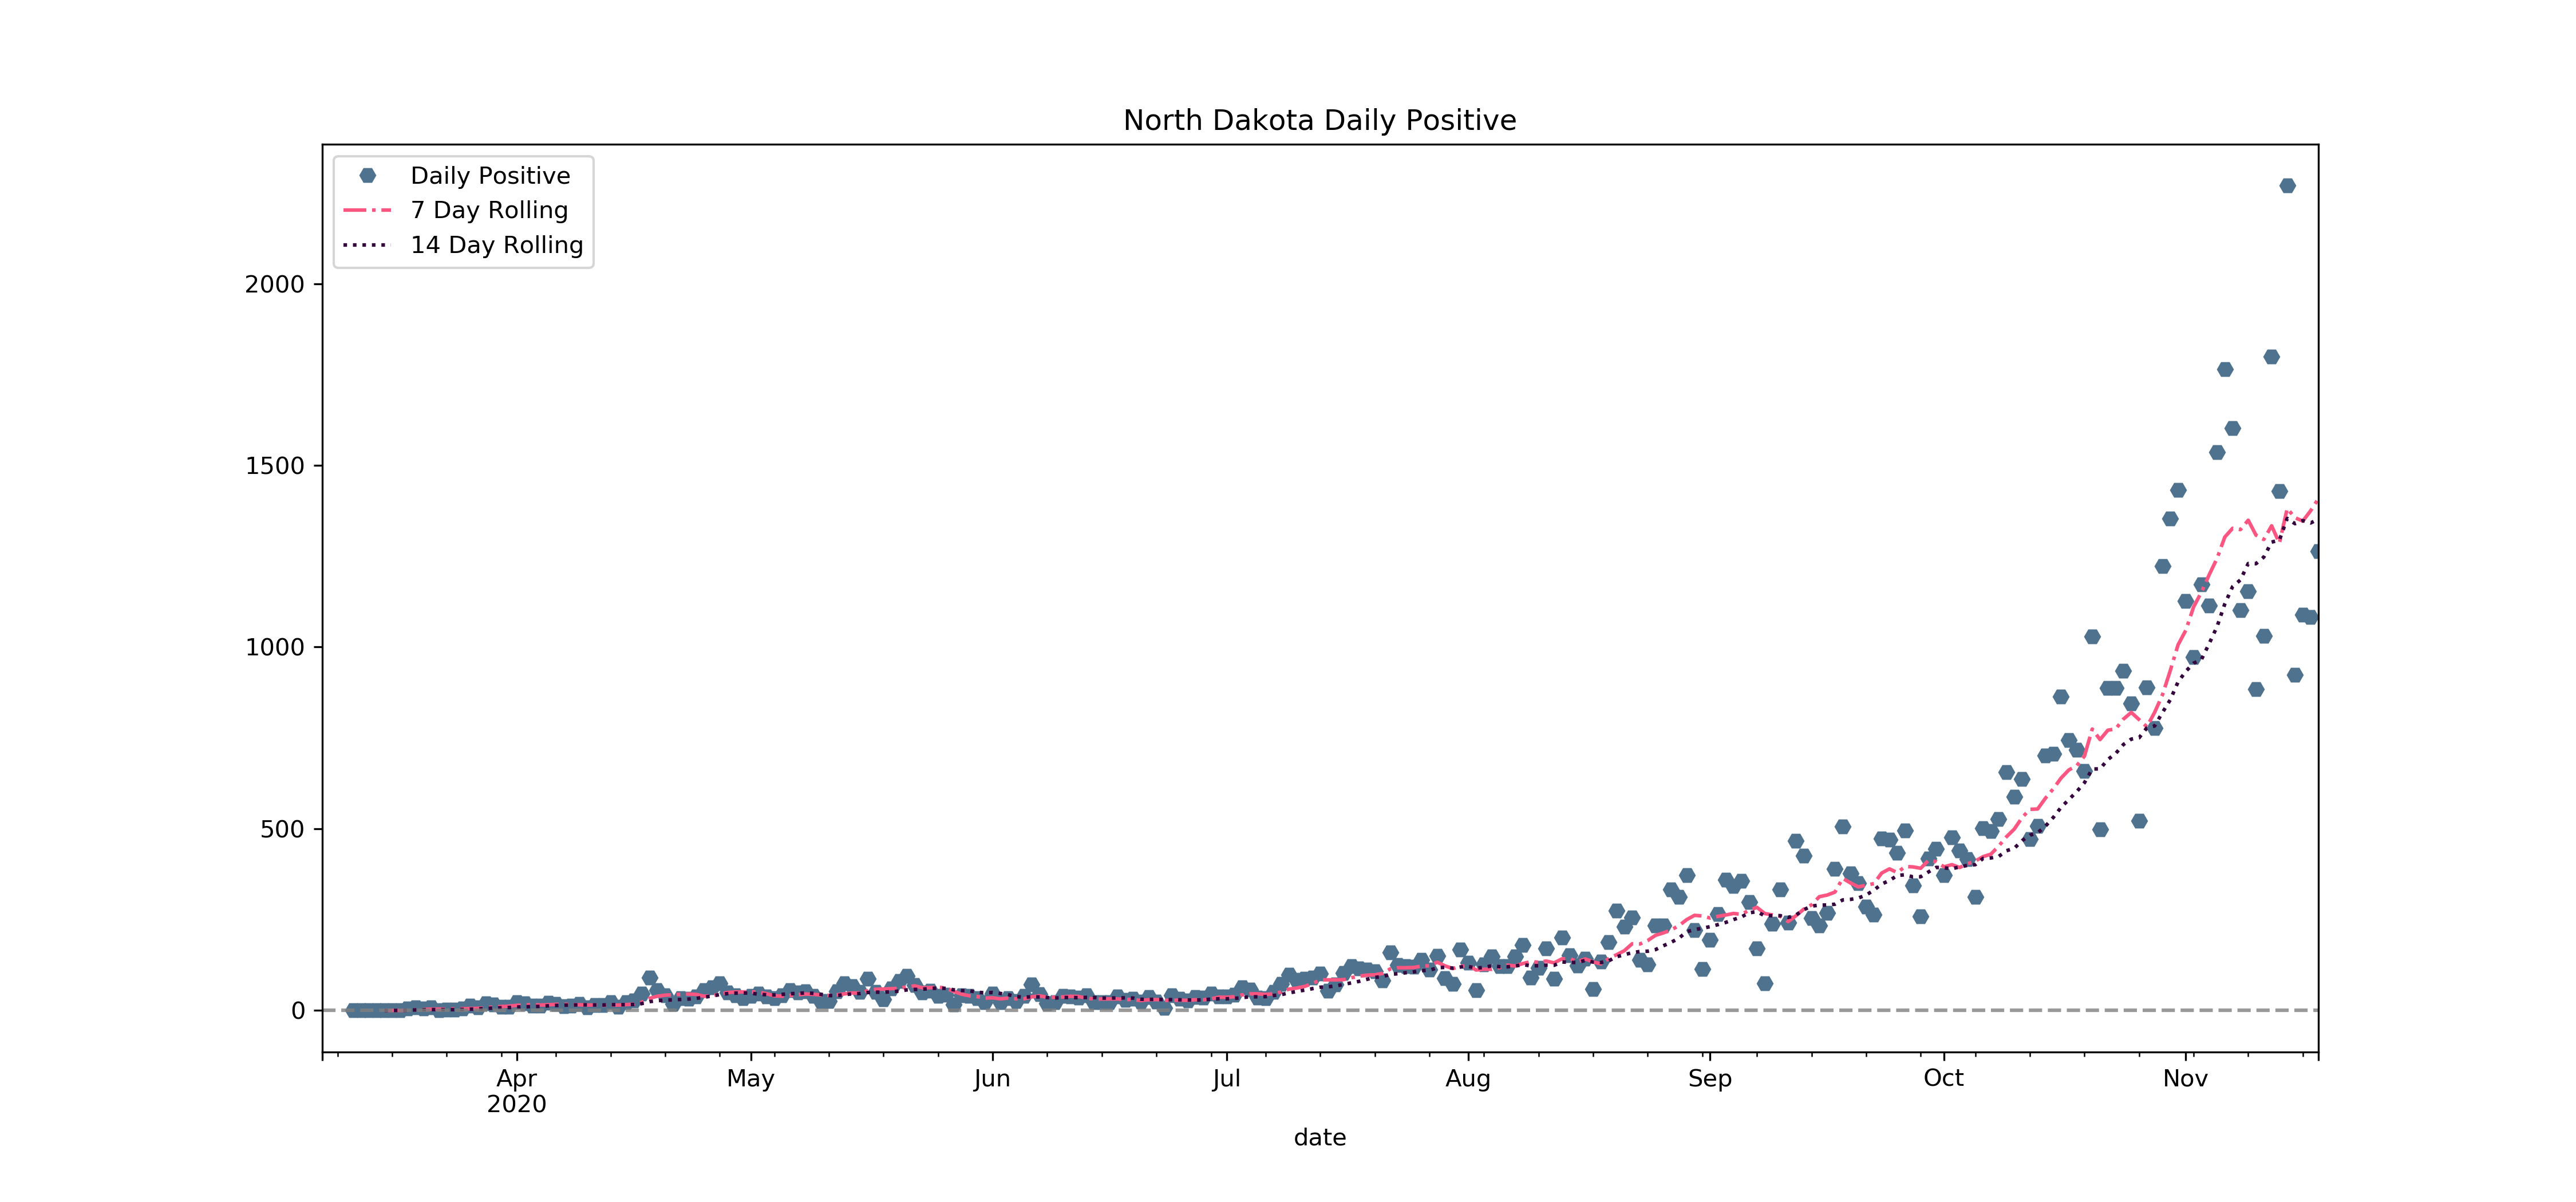 North Dakota Daily Positive
Daily Positive
7 Day Rolling
14 Day Rolling
2000
1500
1000
500
0
Apr May Jun Jul Aug Sep Oct Nov
2020
date